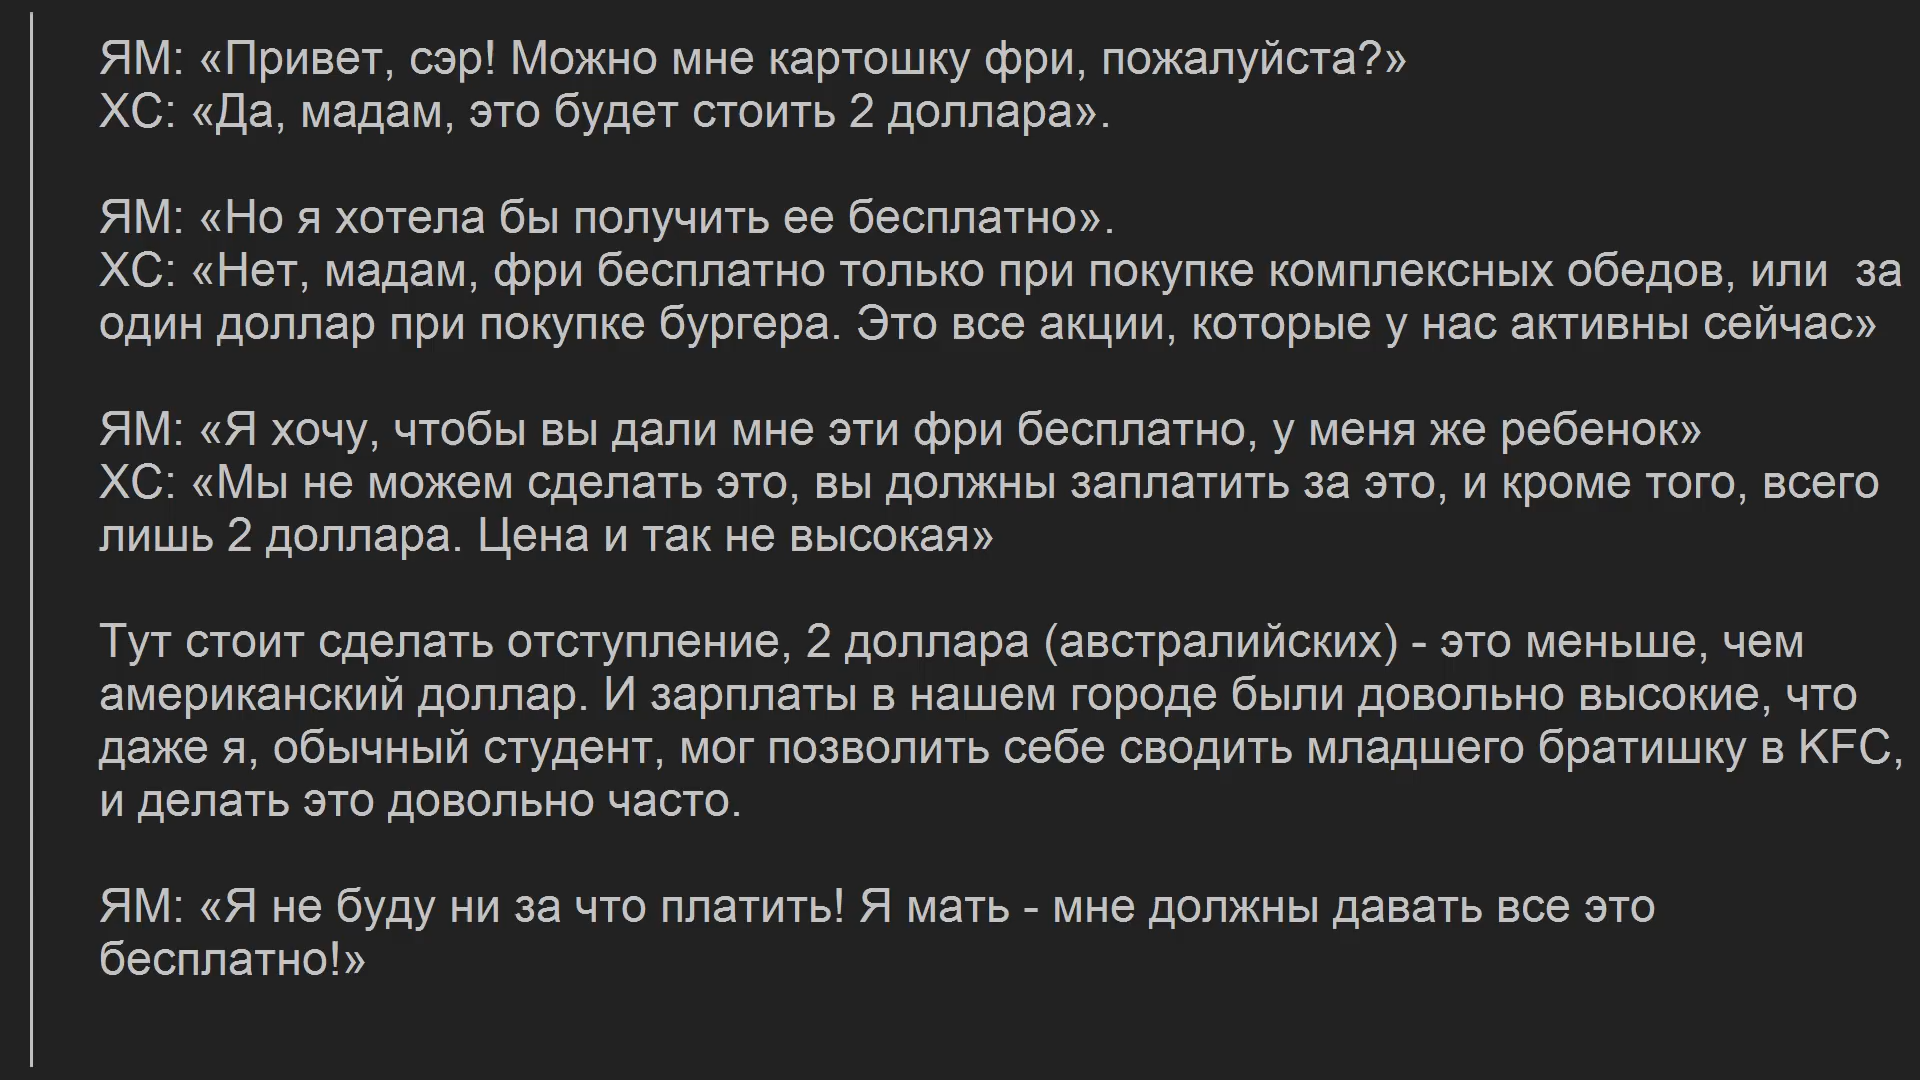 ЯМ: «Привет, сэр! Можно мне картошку фри, пожалуйста?»
ХС: «Да, мадам, это будет стоить 2 доллара».
ЯМ: «Но я хотела бы получить ее бесплатно».
ХС: «Нет, мадам, фри бесплатно только при покупке комплексных обедов, или  за
один доллар при покупке бургера. Это все акции, которые у нас активны сейчас»
ЯМ: «Я хочу, чтобы вы дали мне эти фри бесплатно, у меня же ребенок»
ХС: «Мы не можем сделать это, вы должны заплатить за это, и кроме того, всего
лишь 2 доллара. Цена и так не высокая»
Тут стоит сделать отступление, 2 доллара (австралийских) - это меньше, чем
американский доллар. И зарплаты в нашем городе были довольно высокие, что
даже я, обычный студент, мог позволить себе сводить младшего братишку в KFC,
и делать это довольно часто.
ЯМ: «Я не буду ни за что платить! Я мать - мне должны давать все это
бесплатно!»